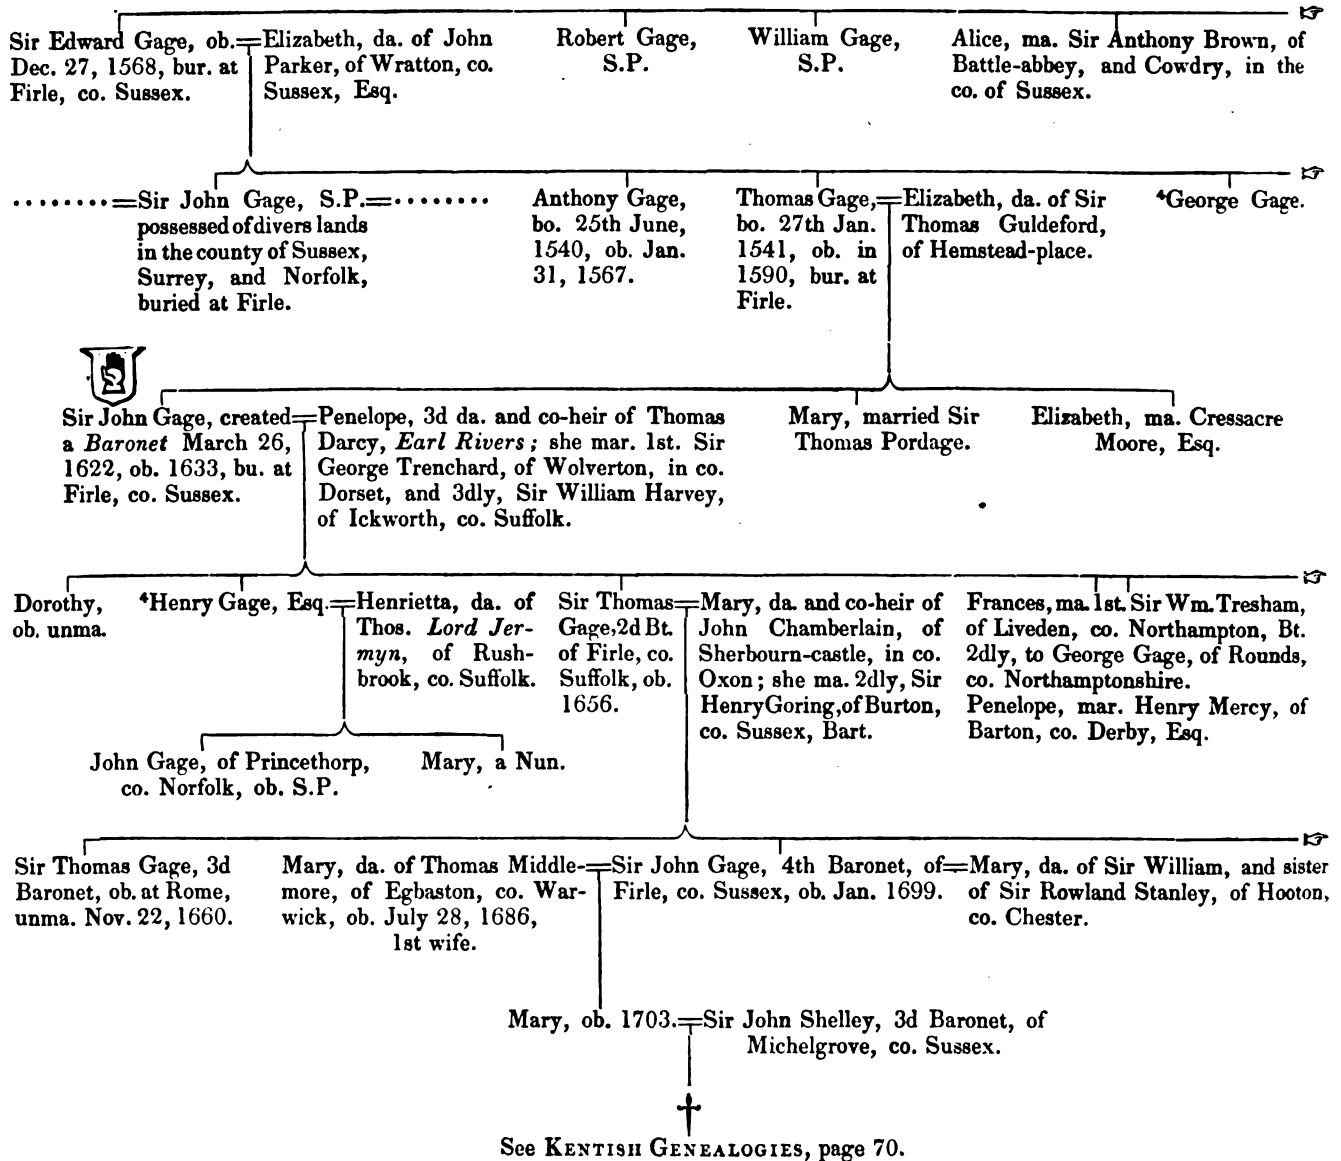 Sir Edward Gage, ob.
Dec. 27, 1568, bur. at
Firle, co. Sussex.
=Elizabeth, da. of John
Parker, of Wratton, co.
Sussex, Esq.
Robert Gage,
S.P.
William Gage,
S.P.
Alice, ma. Sir Anthony Brown, of
Battle-abbey, and Cowdry, in the
co. of Sussex.
........=Sir John Gage, S.P.=........
possessed of divers lands
in the county of Sussex,
Surrey, and Norfolk,
buried at Firle.
Anthony Gage,
bo. 25th June,
1540, ob. Jan.
31, 1567.
Thomas Gage,
bo. 27th Jan.
1541, ob. in
1590, bur. at
Firle.
=Elizabeth, da. of Sir
Thomas Guldeford,
of Hemstead-place.
⁴George Gage.
Sir John Gage, created
a Baronet March 26,
1622, ob. 1633, bu. at
Firle, co. Sussex.
=Penelope, 3d da. and co-heir of Thomas
Darcy, Earl Rivers; she mar. 1st. Sir
George Trenchard, of Wolverton, in co.
Dorset, and 3dly, Sir William Harvey,
of Ickworth, co. Suffolk.
Mary, married Sir
Thomas Pordage.
Elizabeth, ma. Cressacre
Moore, Esq.
Dorothy,
ob. unma.
⁴Henry Gage, Esq.
=Henrietta, da. of
Thos. Lord Jer-
myn, of Rush-
brook, co. Suffolk.
Sir Thomas
Gage, 2d Bt.
of Firle, co.
Suffolk, ob.
1656.
=Mary, da. and co-heir of
John Chamberlain, of
Sherbourn-castle, in co.
Oxon; she ma. 2dly, Sir
Henry Goring, of Burton,
co. Sussex, Bart.
Frances, ma. 1st. Sir Wm. Tresham,
of Liveden, co. Northampton, Bt.
2dly, to George Gage, of Rounds,
co. Northamptonshire.
Penelope, mar. Henry Mercy, of
Barton, co. Derby, Esq.
John Gage, of Princethorp,
co. Norfolk, ob. S.P.
Mary, a Nun.
Sir Thomas Gage, 3d
Baronet, ob. at Rome,
unma. Nov. 22, 1660.
Mary, da. of Thomas Middle-
more, of Egbaston, co. War-
wick, ob. July 28, 1686,
1st wife.
=Sir John Gage, 4th Baronet, of
Firle, co. Sussex, ob. Jan. 1699.
=Mary, da. of Sir William, and sister
of Sir Rowland Stanley, of Hooton,
co. Chester.
Mary, ob. 1703.=Sir John Shelley, 3d Baronet, of
Michelgrove, co. Sussex.
See KENTISH GENEALOGIES, page 70.